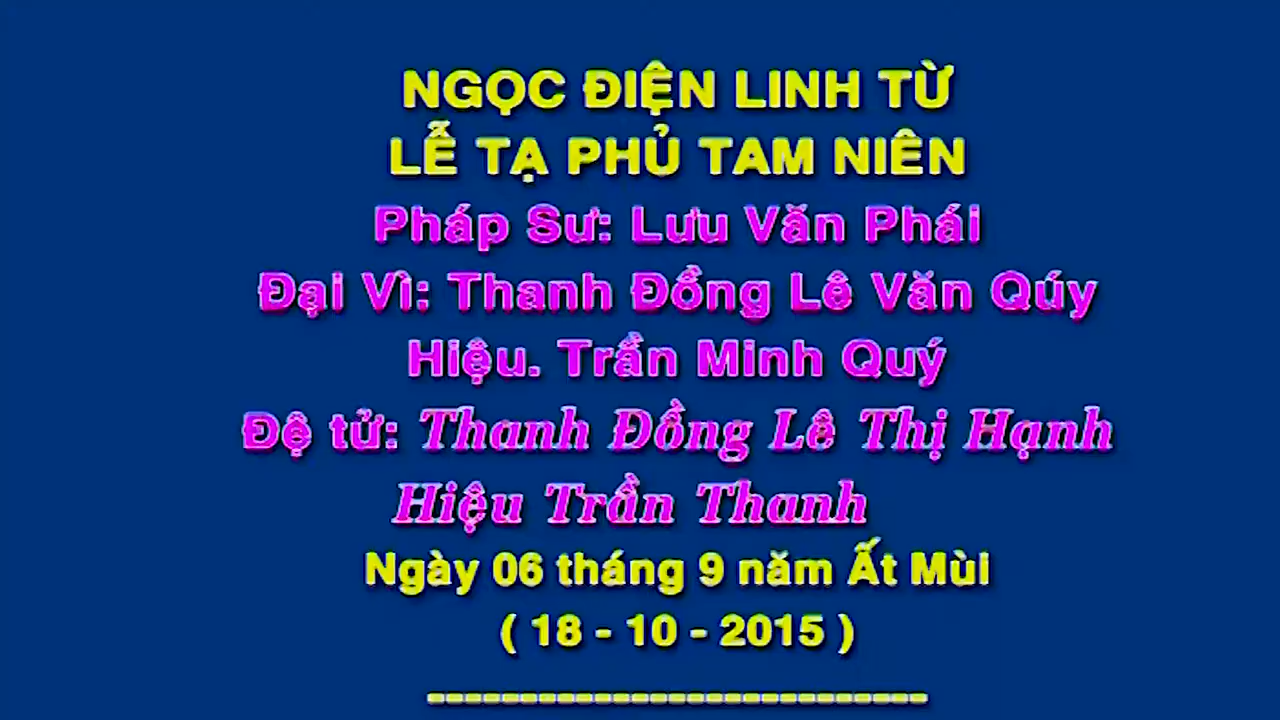 NGỌC ĐIỆN LINH TỪ
LỄ TẠ PHỦ TAM NIÊN
Pháp Sư: Lưu Văn Phái
Đại Vì: Thanh Đồng Lê Văn Qúy
Hiệu. Trần Minh Quý
Đệ tử: Thanh Đồng Lê Thị Hạnh
Hiệu Trần Thanh
Ngày 06 tháng 9 năm Ất Mùi
( 18 - 10 - 2015 )